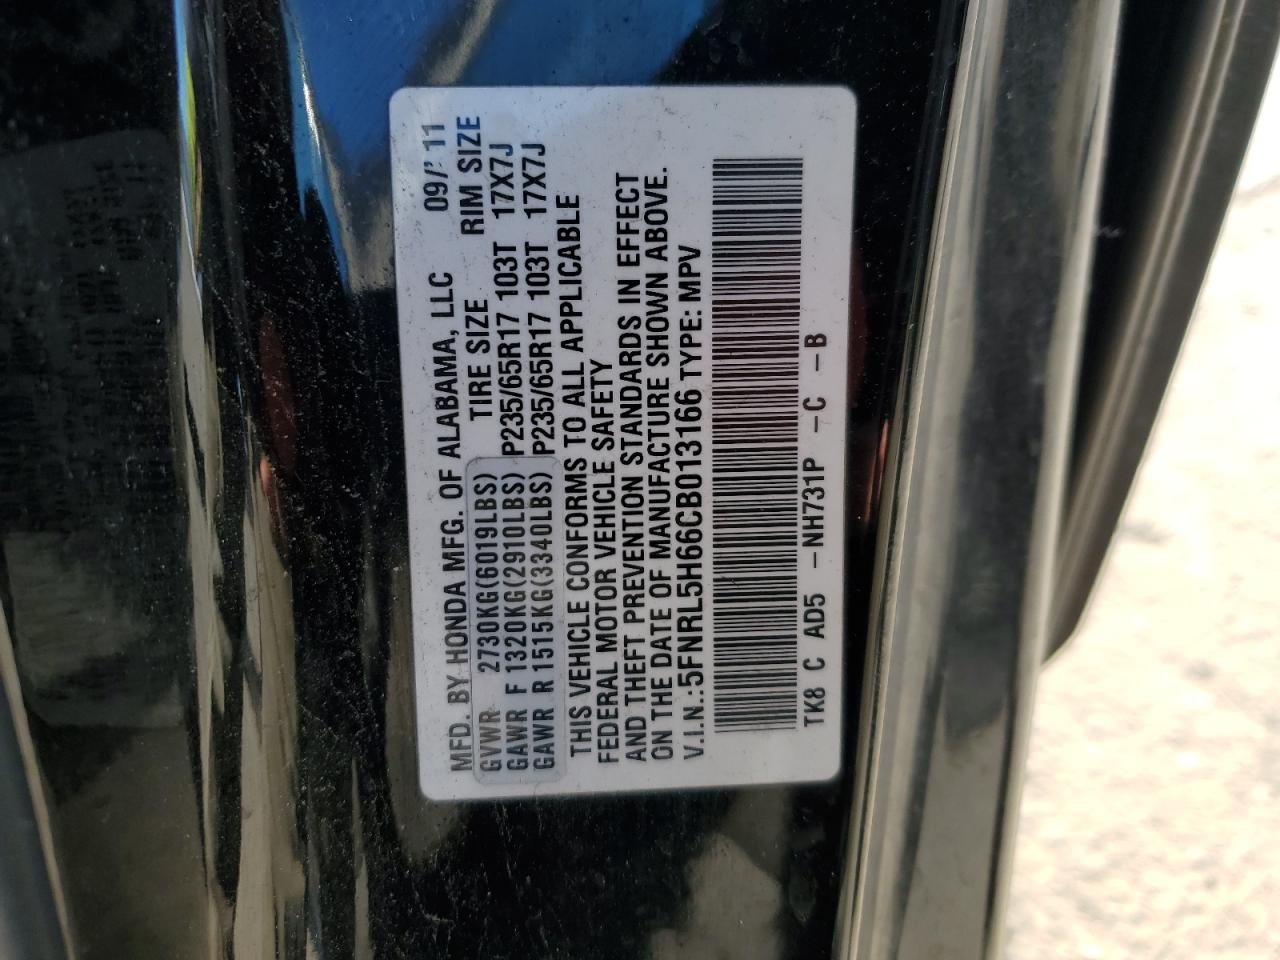 MFD. BY HONDA MFG. OF ALABAMA, LLC 09/'11
GVWR 2730KG(6019LBS) TIRE SIZE RIM SIZE
GAWR F 1320KG(2910LBS) P235/65R17 103T 17X7J
GAWR R 1515KG(3340LBS) P235/65R17 103T 17X7J
THIS VEHICLE CONFORMS TO ALL APPLICABLE
FEDERAL MOTOR VEHICLE SAFETY
AND THEFT PREVENTION STANDARDS IN EFFECT
ON THE DATE OF MANUFACTURE SHOWN ABOVE.
V.I.N.:5FNRL5H66CB013166 TYPE: MPV
TK8 C AD5 -NH731P -C -B